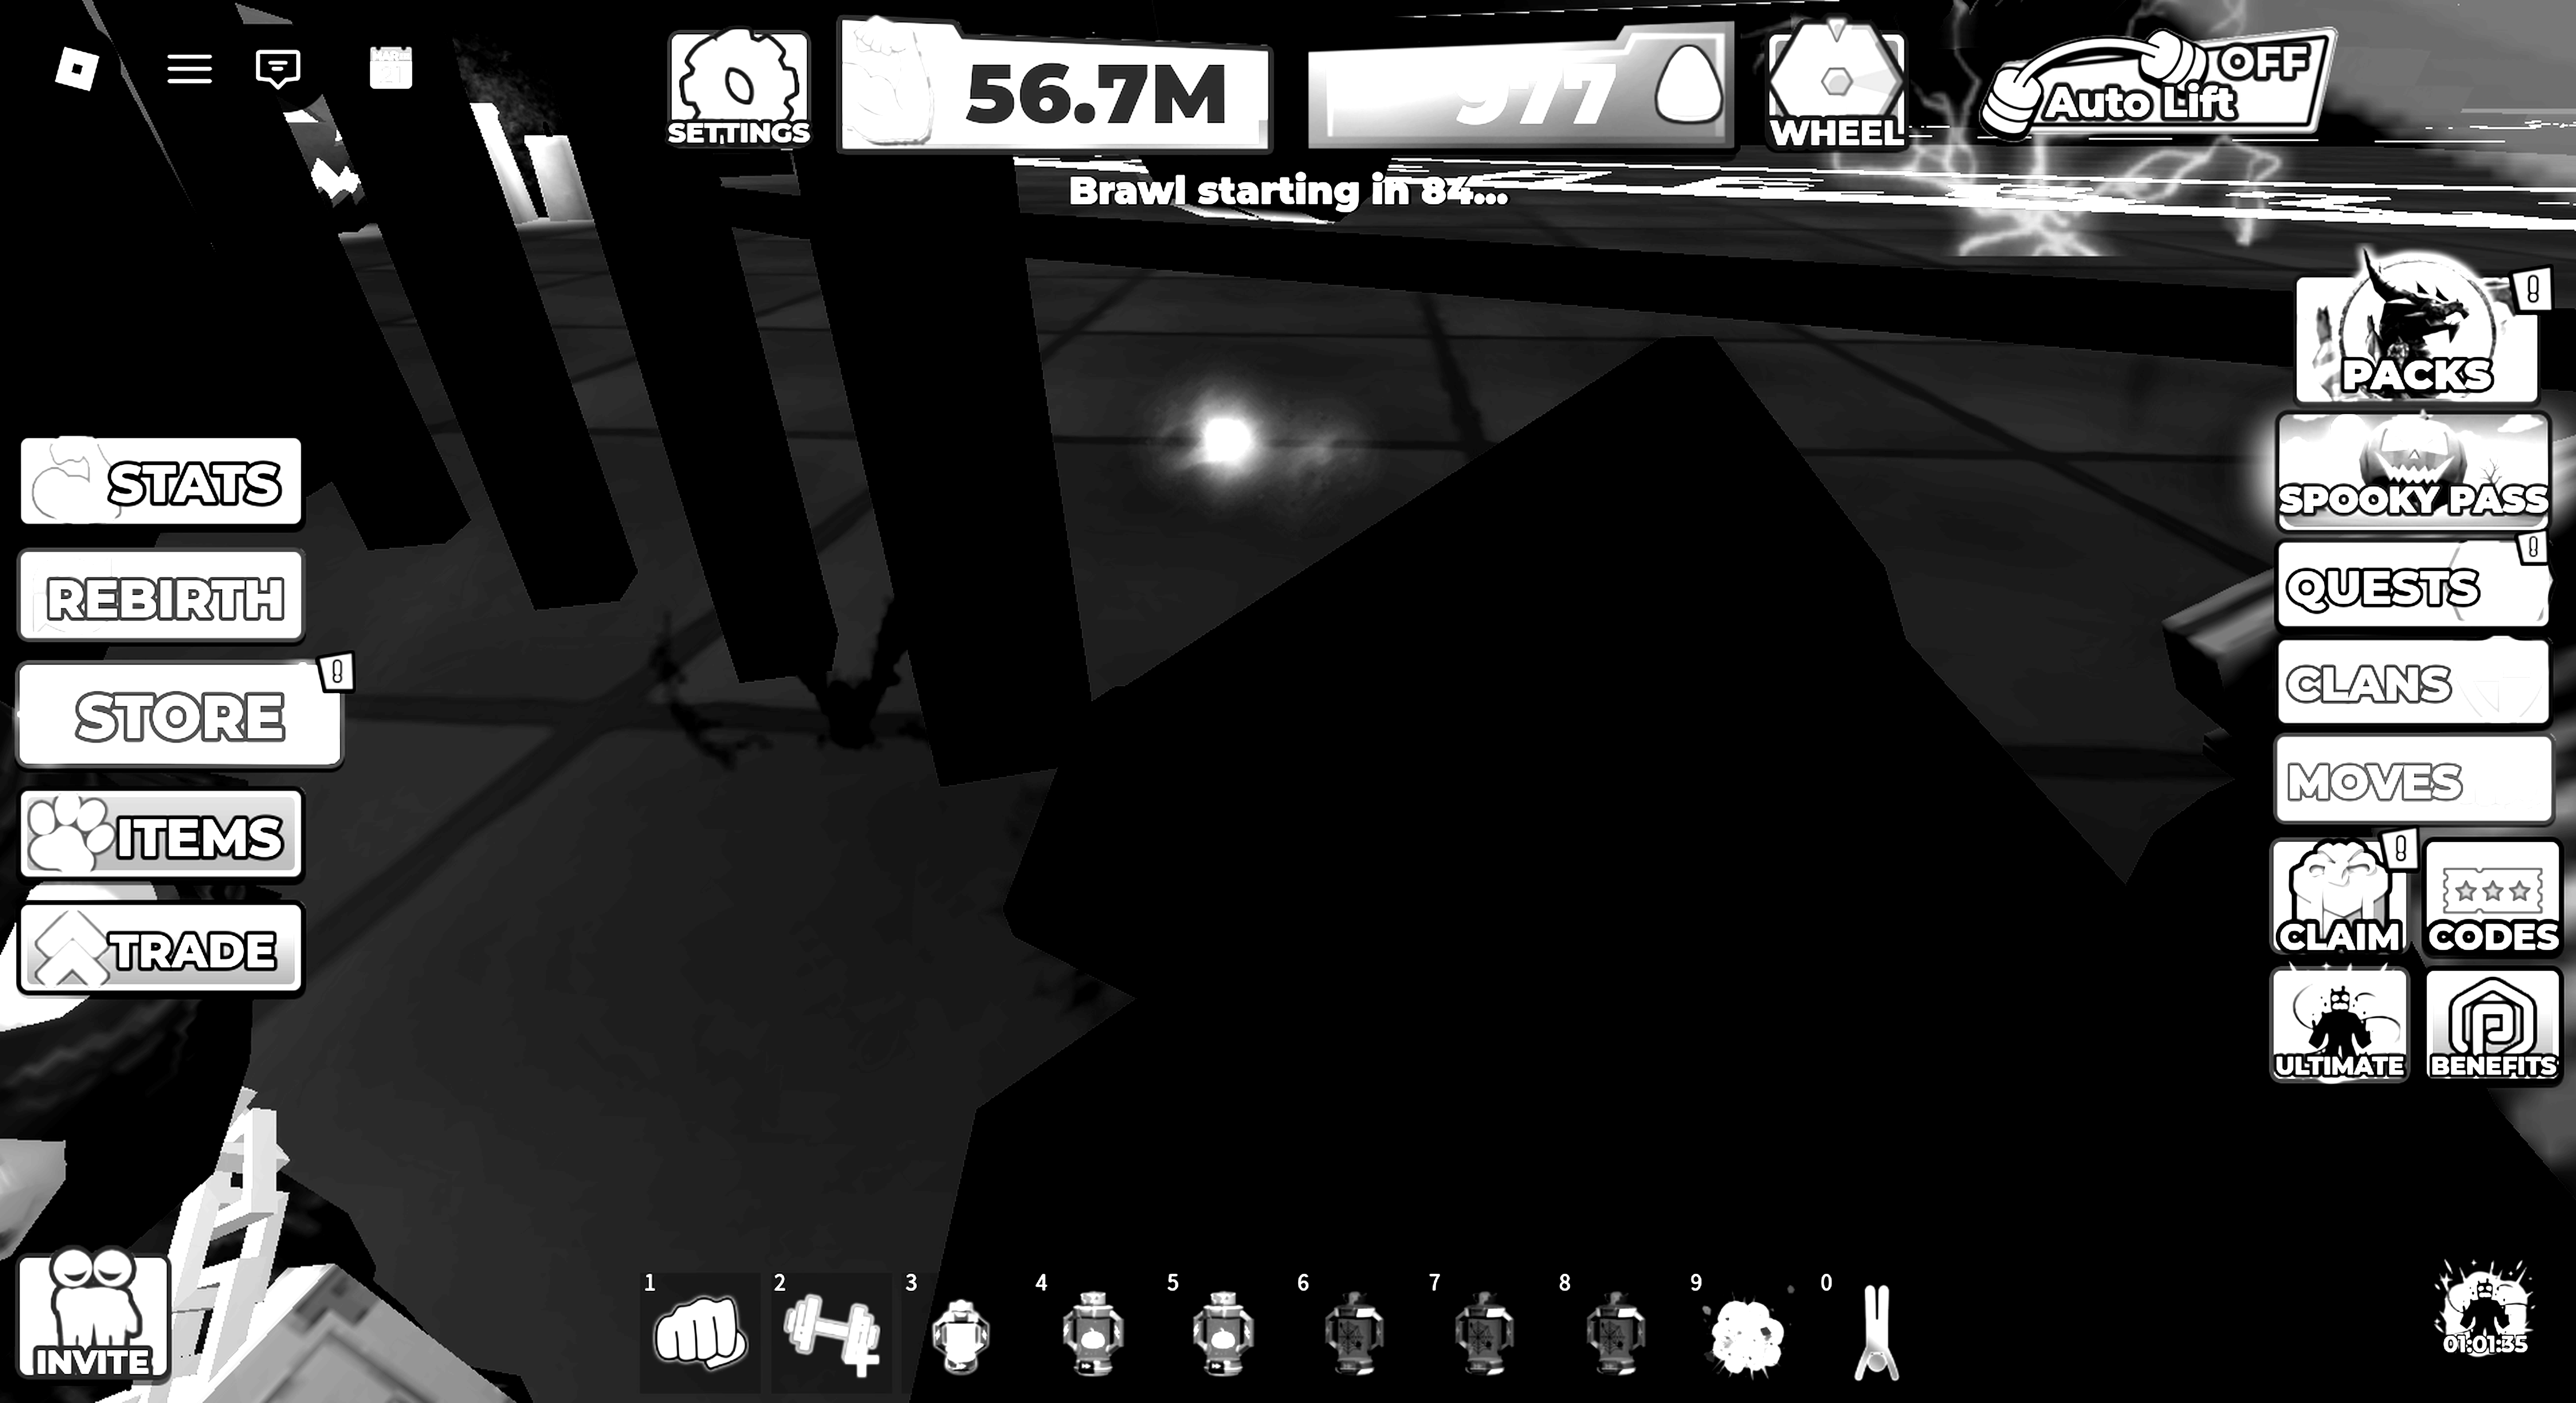 SETTINGS
56.7M
977
WHEEL
OFF
Auto Lift
Brawl starting in 84...
PACKS
SPOOKY PASS
QUESTS
CLANS
MOVES
CLAIM
CODES
ULTIMATE
BENEFITS
STATS
REBIRTH
STORE
ITEMS
TRADE
INVITE
1 2 3 4 5 6 7 8 9 0
01:01:35